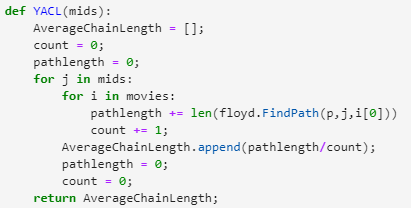 def YACL(mids):
    AverageChainLength = [];
    count = 0;
    pathlength = 0;
    for j in mids:
        for i in movies:
            pathlength += len(floyd.FindPath(p,j,i[0]))
            count += 1;
        AverageChainLength.append(pathlength/count);
        pathlength = 0;
        count = 0;
    return AverageChainLength;